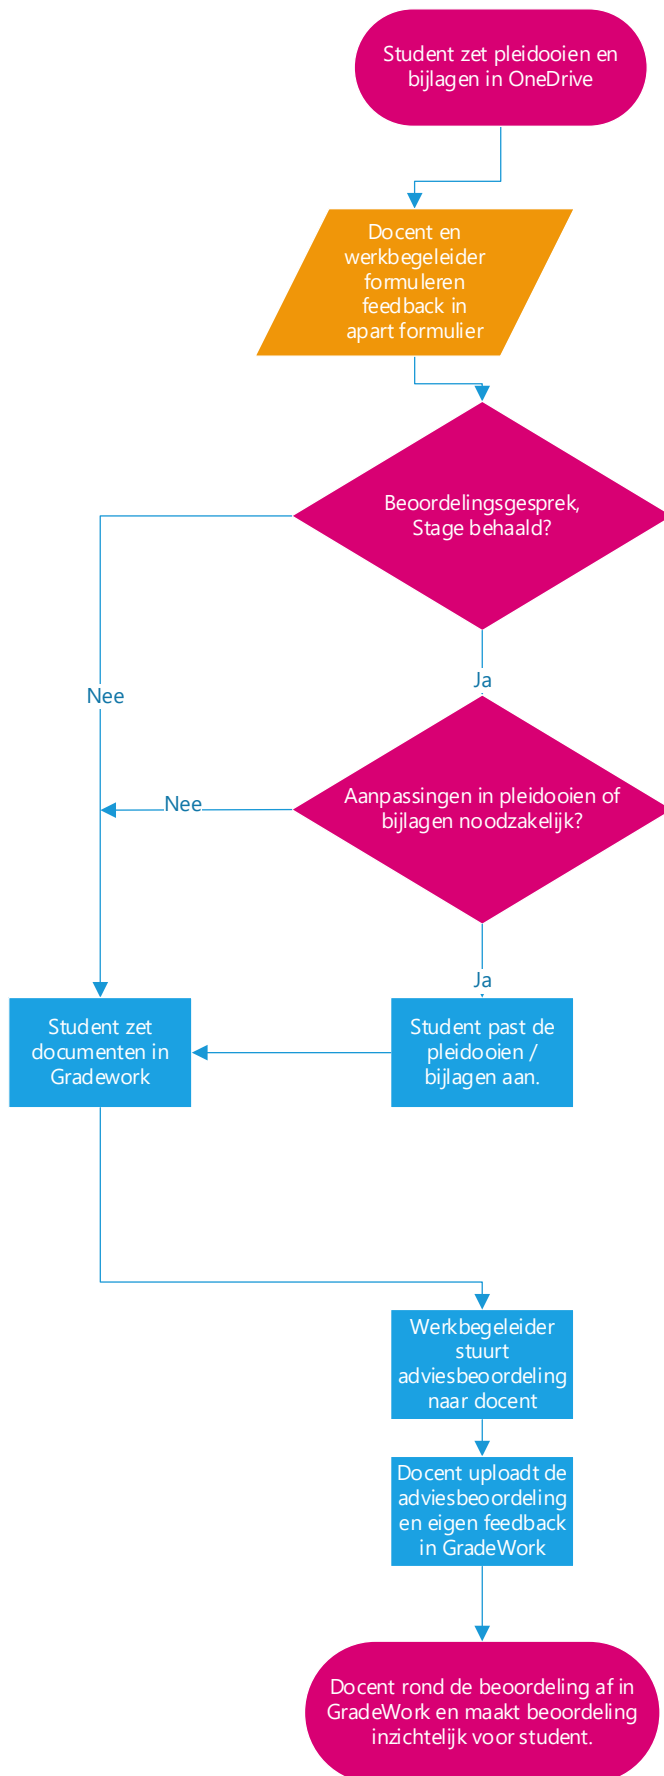 Student zet pleidooien en
bijlagen in OneDrive
Docent en
werkbegeleider
formuleren
feedback in
apart formulier
Beoordelingsgesprek,
Stage behaald?
Nee
Ja
Nee
Aanpassingen in pleidooien of
bijlagen noodzakelijk?
Ja
Student zet
documenten in
Gradework
Student past de
pleidooien /
bijlagen aan.
Werkbegeleider
stuurt
adviesbeoordeling
naar docent
Docent uploadt de
adviesbeoordeling
en eigen feedback
in GradeWork
Docent rond de beoordeling af in
GradeWork en maakt beoordeling
inzichtelijk voor student.